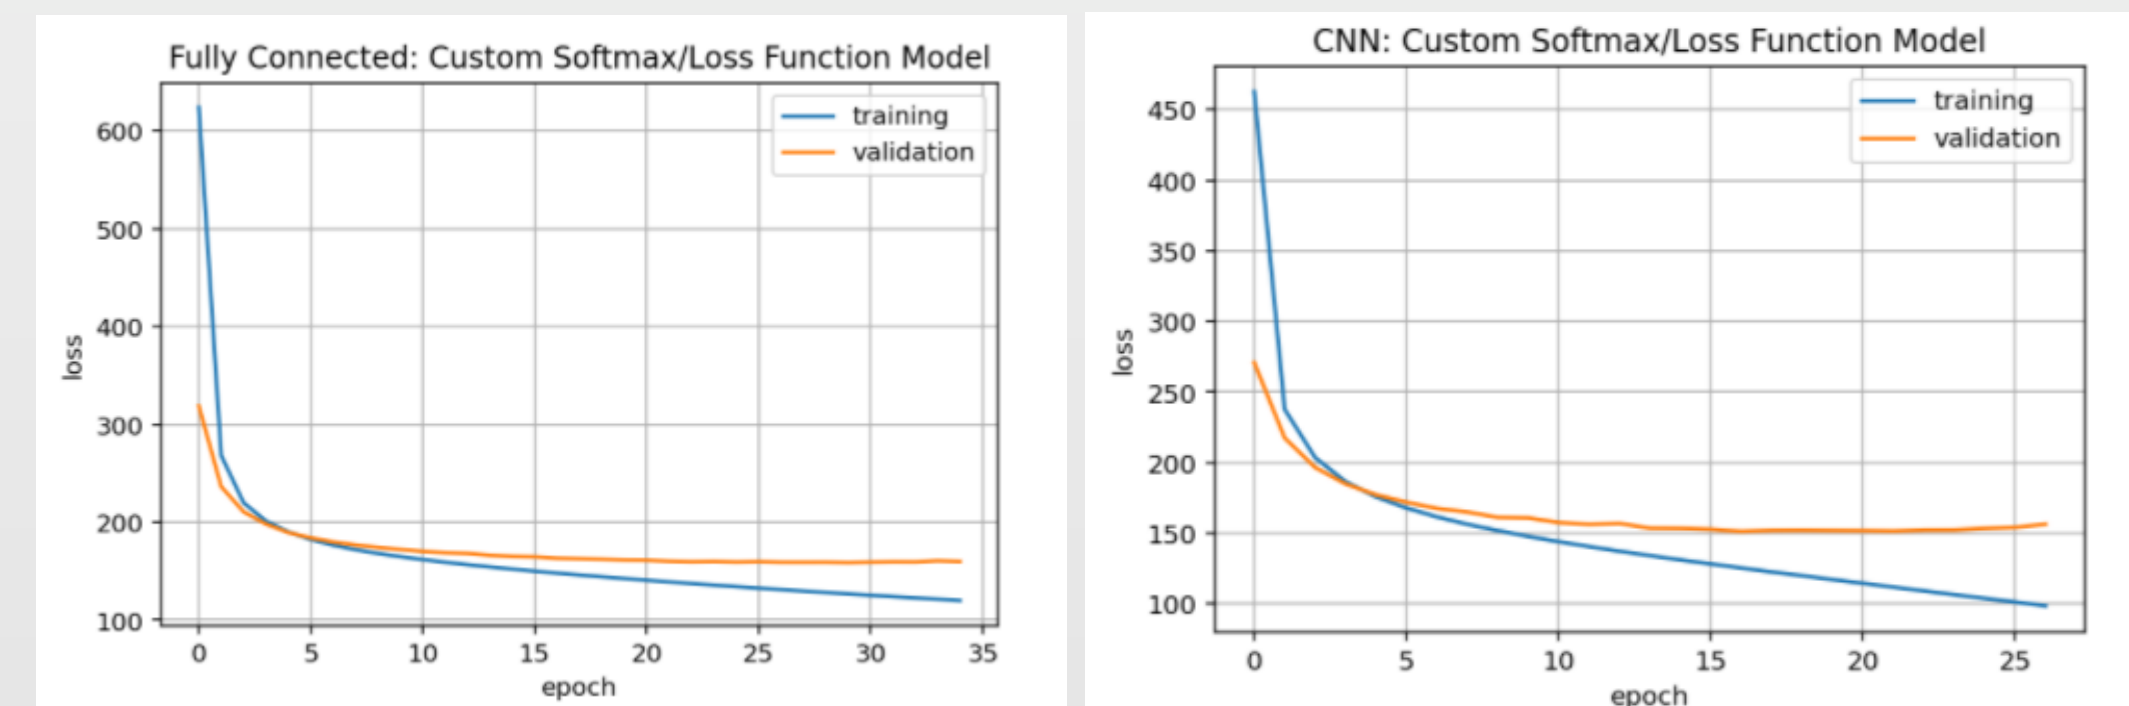 Fully Connected: Custom Softmax/Loss Function Model
training
validation
600
500
400
300
200
100
loss
0 5 10 15 20 25 30 35
epoch
CNN: Custom Softmax/Loss Function Model
training
validation
450
400
350
300
250
200
150
100
loss
0 5 10 15 20 25
epoch